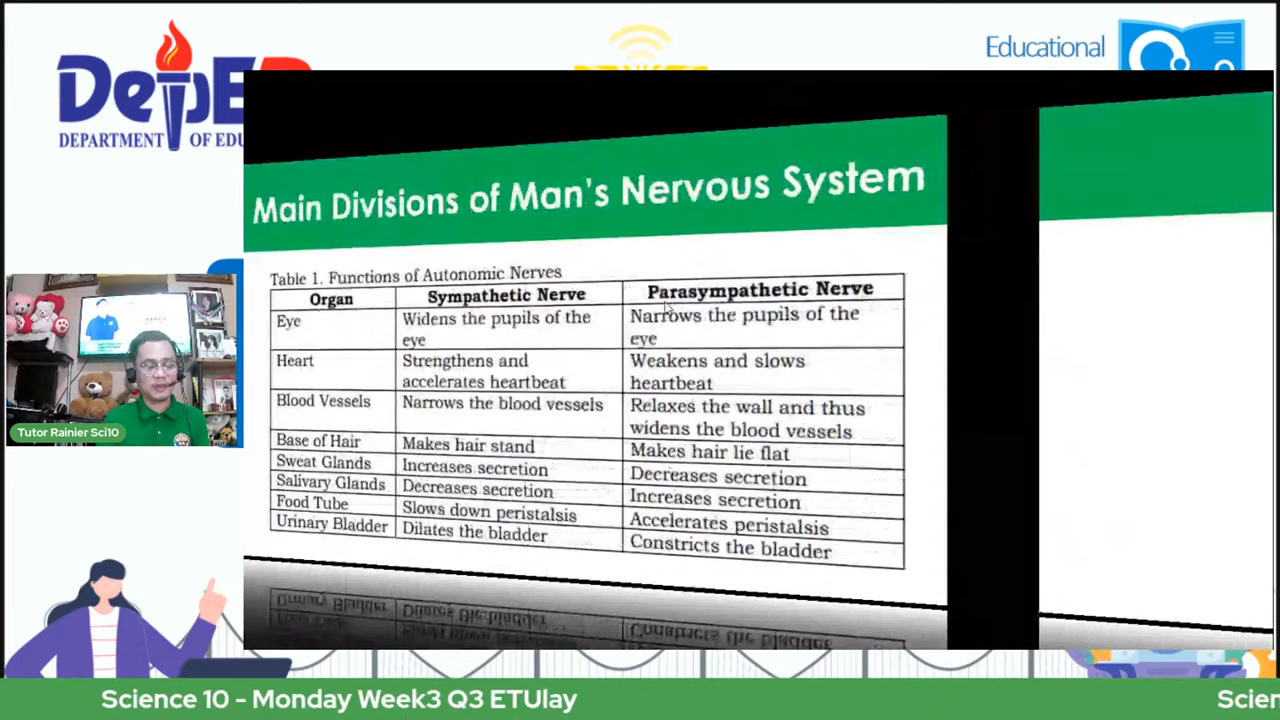 DepED
DEPARTMENT OF EDU
Educational
Main Divisions of Man's Nervous System
Table 1. Functions of Autonomic Nerves
Organ Sympathetic Nerve Parasympathetic Nerve
Eye Widens the pupils of the Narrows the pupils of the
eye eye
Heart Strengthens and Weakens and slows
accelerates heartbeat heartbeat
Blood Vessels Narrows the blood vessels Relaxes the wall and thus
widens the blood vessels
Base of Hair Makes hair stand Makes hair lie flat
Sweat Glands Increases secretion Decreases secretion
Salivary Glands Decreases secretion Increases secretion
Food Tube Slows down peristalsis Accelerates peristalsis
Urinary Bladder Dilates the bladder Constricts the bladder
Tutor Rainier Sci10
Science 10 - Monday Week3 Q3 ETUlay
Scien